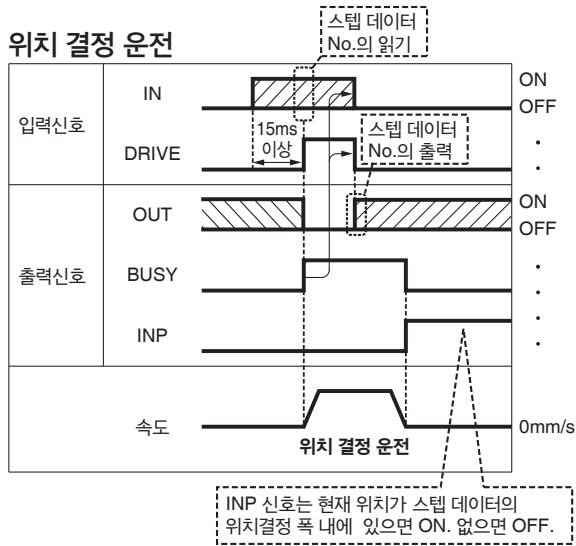 위치 결정 운전
스텝 데이터
No.의 읽기
입력신호
IN
ON
OFF
15ms
이상
스텝 데이터
No.의 출력
DRIVE
출력신호
OUT
ON
OFF
BUSY
INP
속도
0mm/s
위치 결정 운전
INP 신호는 현재 위치가 스텝 데이터의
위치결정 폭 내에 있으면 ON. 없으면 OFF.